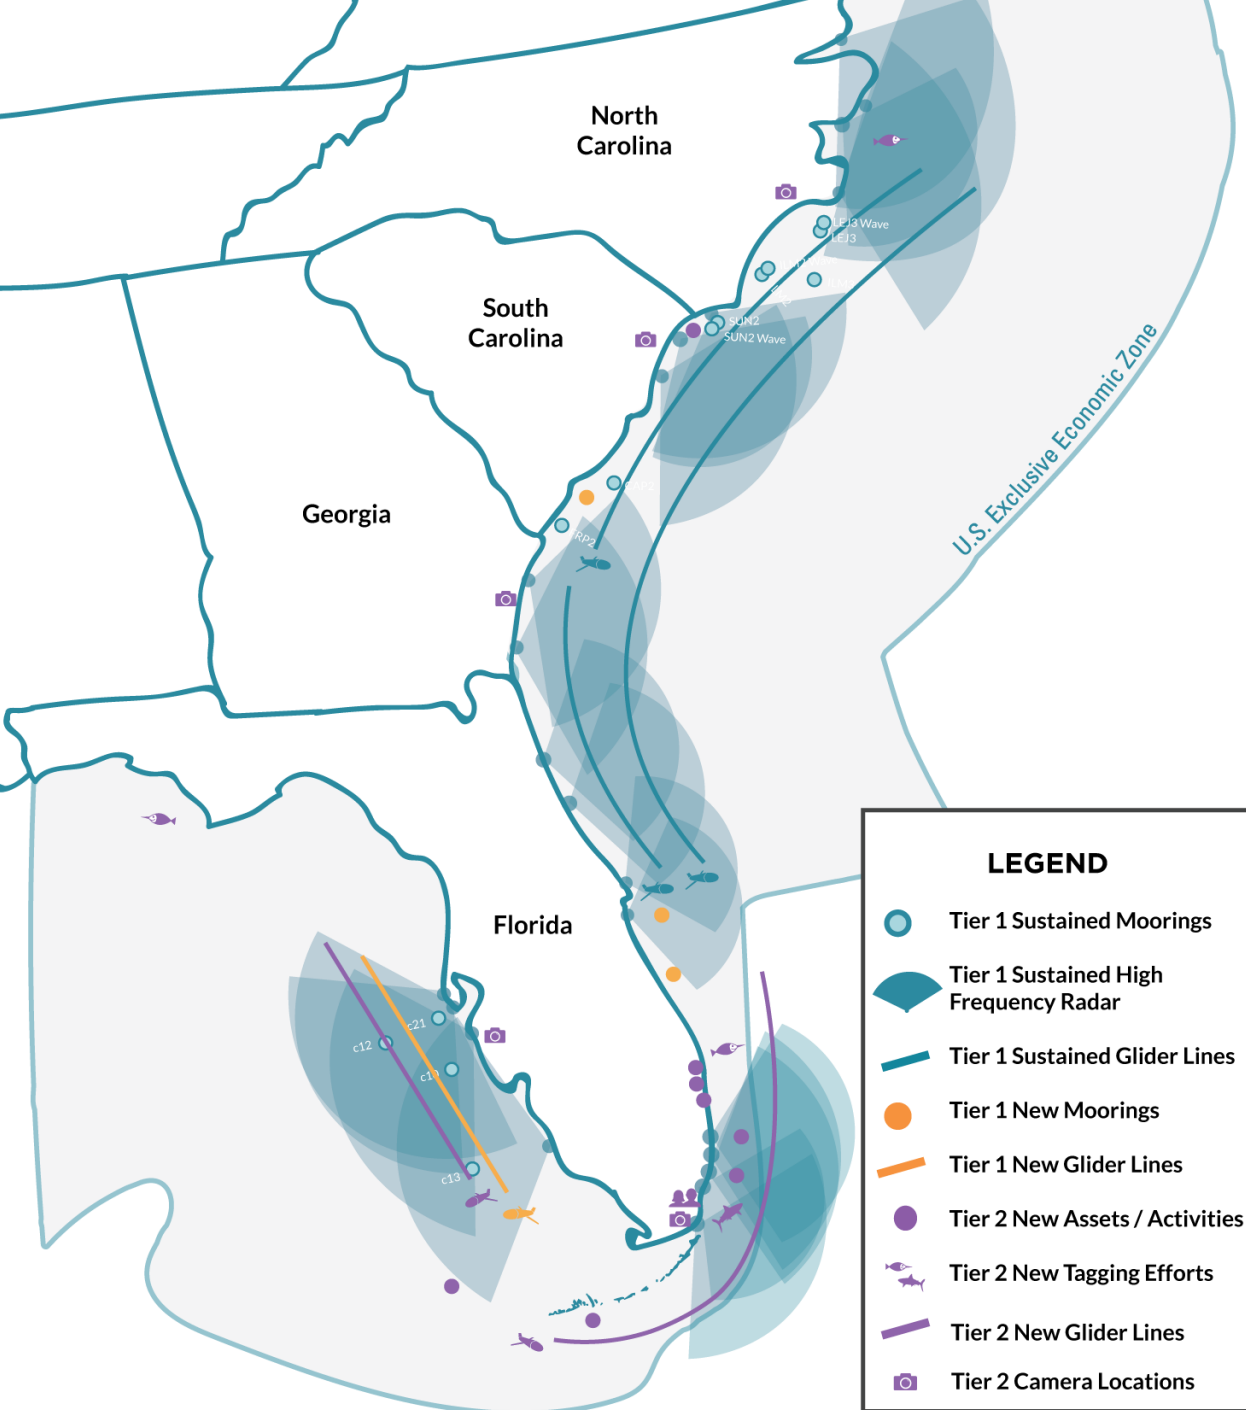 North
Carolina
LEJ3 Wave
LEJ3
South
Carolina
SUN2
SUN2 Wave
U.S. Exclusive Economic Zone
CAP2
Georgia
Florida
c21
c12
c10
c13
LEGEND
Tier 1 Sustained Moorings
Tier 1 Sustained High
Frequency Radar
Tier 1 Sustained Glider Lines
Tier 1 New Moorings
Tier 1 New Glider Lines
Tier 2 New Assets / Activities
Tier 2 New Tagging Efforts
Tier 2 New Glider Lines
Tier 2 Camera Locations